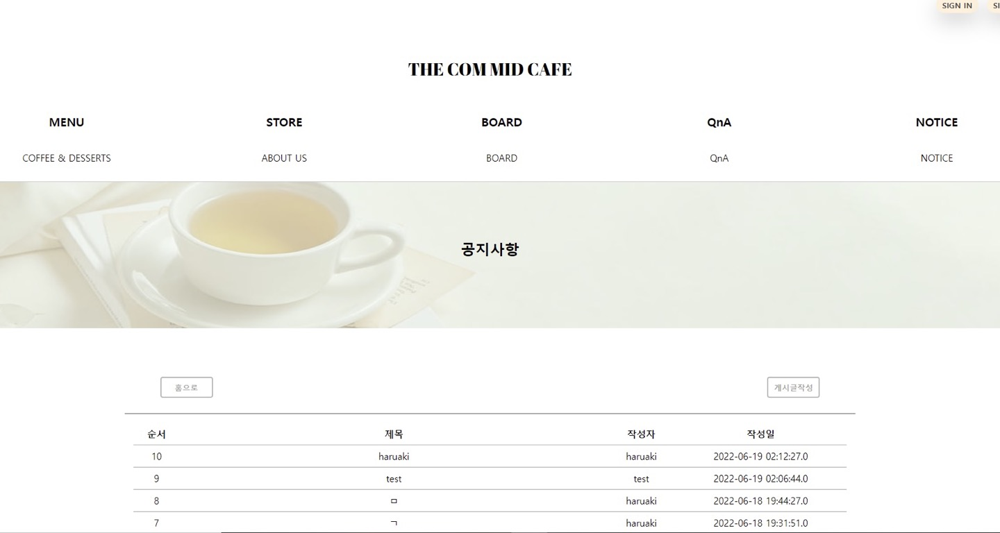 SIGN IN SI
THE COM MID CAFE
MENU STORE BOARD QnA NOTICE
COFFEE & DESSERTS ABOUT US BOARD QnA NOTICE
공지사항
홈으로 게시글작성
순서 제목 작성자 작성일
10 haruaki haruaki 2022-06-19 02:12:27.0
9 test test 2022-06-19 02:06:44.0
8 ㅁ haruaki 2022-06-18 19:44:27.0
7 ㄱ haruaki 2022-06-18 19:31:51.0